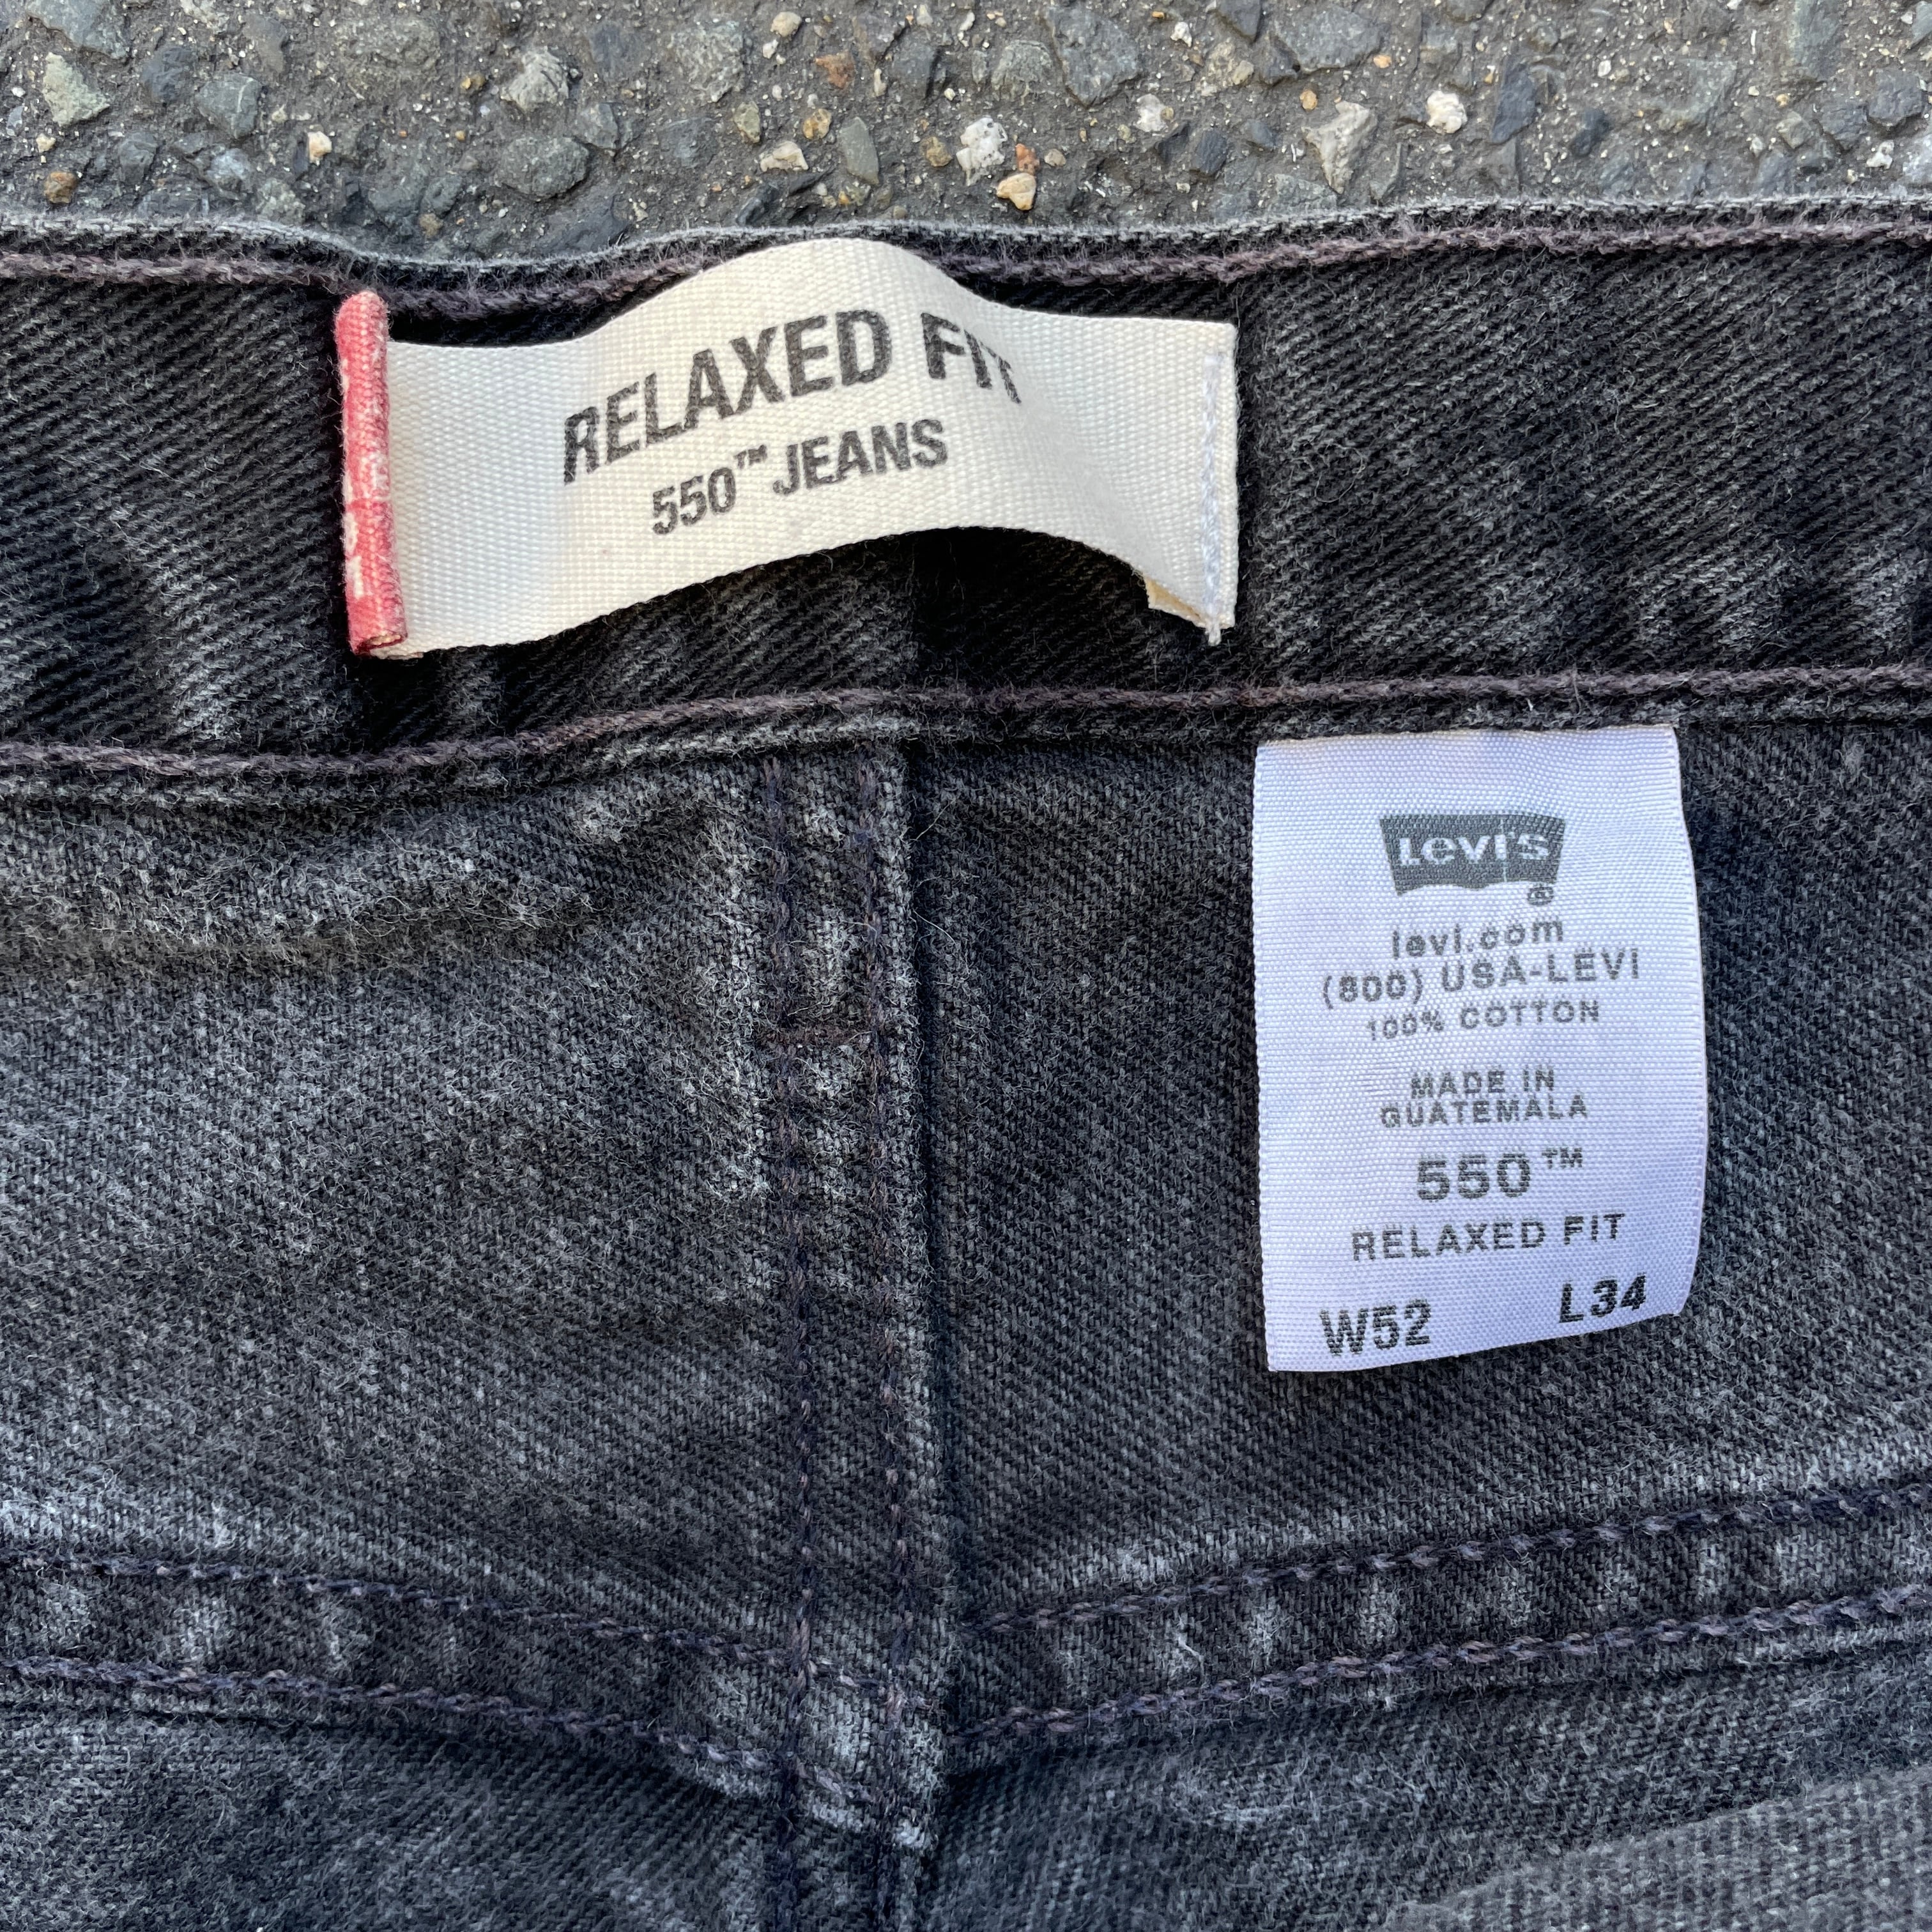 RELAXED FIT
550™ JEANS
LEVI'S
®
levi.com
(800) USA-LEVI
100% COTTON
MADE IN
GUATEMALA
550™
RELAXED FIT
W52 L34